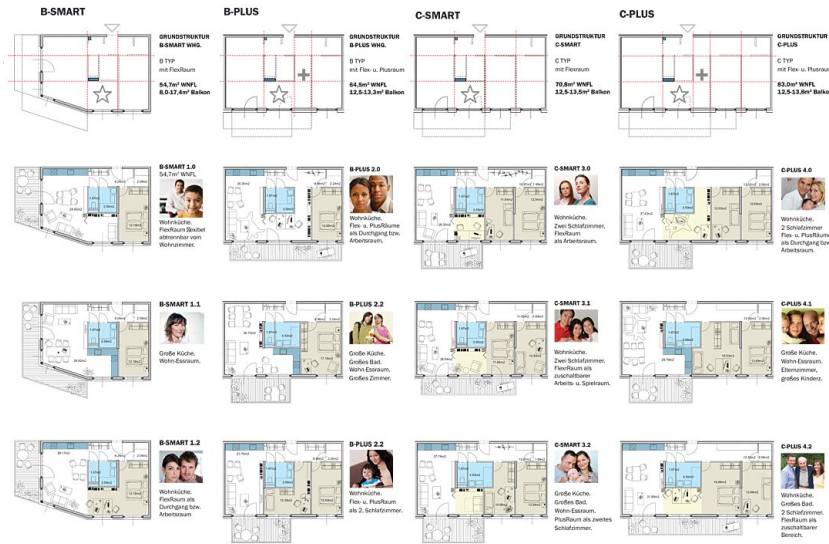 B-SMART
B-PLUS
C-SMART
C-PLUS
GRUNDSTRUKTUR
B-SMART WHG.
B TYP
mit FlexRaum
54,7m² WNFL
8,0-17,4m² Balkon
GRUNDSTRUKTUR
B-PLUS WHG.
B TYP
mit Flex- u. Plusraum
64,5m² WNFL
12,5-13,3m² Balkon
GRUNDSTRUKTUR
C-SMART
C TYP
mit Flexraum
70,8m² WNFL
12,5-13,5m² Balkon
GRUNDSTRUKTUR
C-PLUS
C TYP
mit Flex- u. Plusraum
83,0m² WNFL
12,5-13,8m² Balkon
B-SMART 1.0
54,7m² WNFL
Wohnküche.
FlexRaum flexibel
abtrennbar vom
Wohnzimmer.
B-PLUS 2.0
Wohnküche.
Flex- u. PlusRäume
als Durchgang bzw.
Arbeitsraum.
C-SMART 3.0
Wohnküche.
Zwei Schlafzimmer,
FlexRaum
als Arbeitsraum.
C-PLUS 4.0
Wohnküche.
2 Schlafzimmer
Flex- u. PlusRäume
als Durchgang bzw.
Arbeitsraum.
B-SMART 1.1
Große Küche.
Wohn-Essraum.
B-PLUS 2.2
Große Küche.
Großes Bad.
Wohn-Essraum.
Großes Zimmer.
C-SMART 3.1
Wohnküche.
Zwei Schlafzimmer,
FlexRaum als
zuschaltbarer
Arbeits- u. Spielraum.
C-PLUS 4.1
Große Küche.
Wohn-Essraum.
Elternzimmer,
großes Kinderz.
B-SMART 1.2
Wohnküche.
FlexRaum als
Durchgang bzw.
Arbeitsraum
B-PLUS 2.2
Wohnküche.
Flex- u. PlusRaum
als 2. Schlafzimmer.
C-SMART 3.2
Große Küche.
Großes Bad.
Wohn-Essraum.
PlusRaum als zweites
Schlafzimmer.
C-PLUS 4.2
Wohnküche.
Großes Bad.
2 Schlafzimmer
FlexRaum als
zuschaltbarer
Bereich.